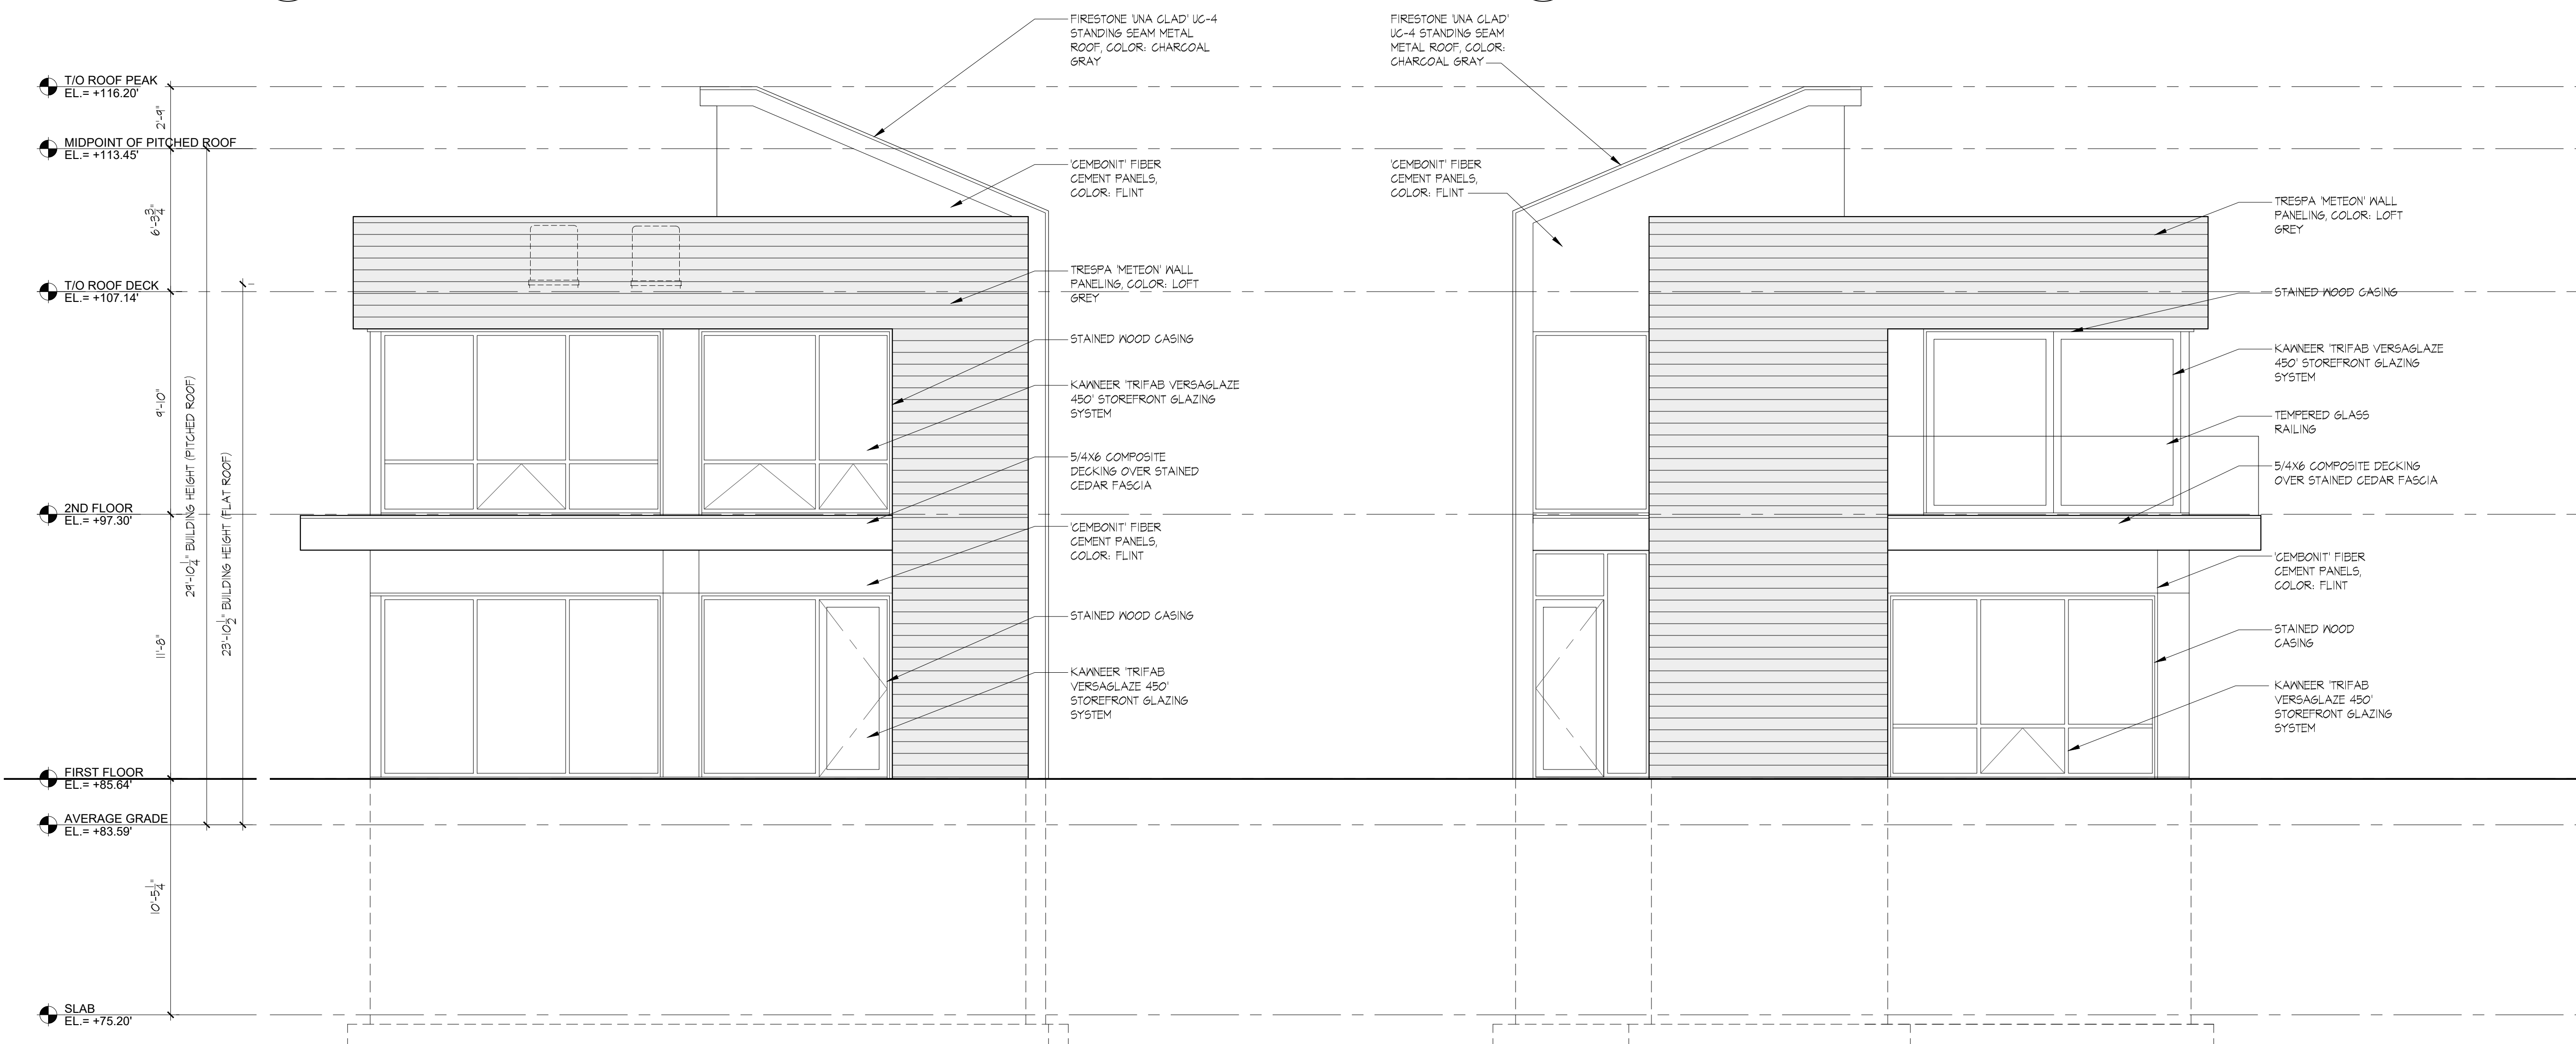 T/O ROOF PEAK
EL.= +116.20'
2'-9"
MIDPOINT OF PITCHED ROOF
EL.= +113.45'
6'-3 3/4"
T/O ROOF DECK
EL.= +107.14'
9'-10"
29'-10 1/4" BUILDING HEIGHT (PITCHED ROOF)
23'-10 1/2" BUILDING HEIGHT (FLAT ROOF)
2ND FLOOR
EL.= +97.30'
11'-8"
FIRST FLOOR
EL.= +85.64'
AVERAGE GRADE
EL.= +83.59'
10'-5 1/4"
SLAB
EL.= +75.20'
FIRESTONE 'UNA CLAD' UC-4
STANDING SEAM METAL
ROOF, COLOR: CHARCOAL
GRAY
'CEMBONIT' FIBER
CEMENT PANELS,
COLOR: FLINT
TRESPA 'METEON' WALL
PANELING, COLOR: LOFT
GREY
STAINED WOOD CASING
KAWNEER 'TRIFAB VERSAGLAZE
450' STOREFRONT GLAZING
SYSTEM
5/4X6 COMPOSITE
DECKING OVER STAINED
CEDAR FASCIA
'CEMBONIT' FIBER
CEMENT PANELS,
COLOR: FLINT
STAINED WOOD CASING
KAWNEER 'TRIFAB
VERSAGLAZE 450'
STOREFRONT GLAZING
SYSTEM
FIRESTONE 'UNA CLAD'
UC-4 STANDING SEAM
METAL ROOF, COLOR:
CHARCOAL GRAY
'CEMBONIT' FIBER
CEMENT PANELS,
COLOR: FLINT
TRESPA 'METEON' WALL
PANELING, COLOR: LOFT
GREY
STAINED WOOD CASING
KAWNEER 'TRIFAB VERSAGLAZE
450' STOREFRONT GLAZING
SYSTEM
TEMPERED GLASS
RAILING
5/4X6 COMPOSITE DECKING
OVER STAINED CEDAR FASCIA
'CEMBONIT' FIBER
CEMENT PANELS,
COLOR: FLINT
STAINED WOOD
CASING
KAWNEER 'TRIFAB
VERSAGLAZE 450'
STOREFRONT GLAZING
SYSTEM